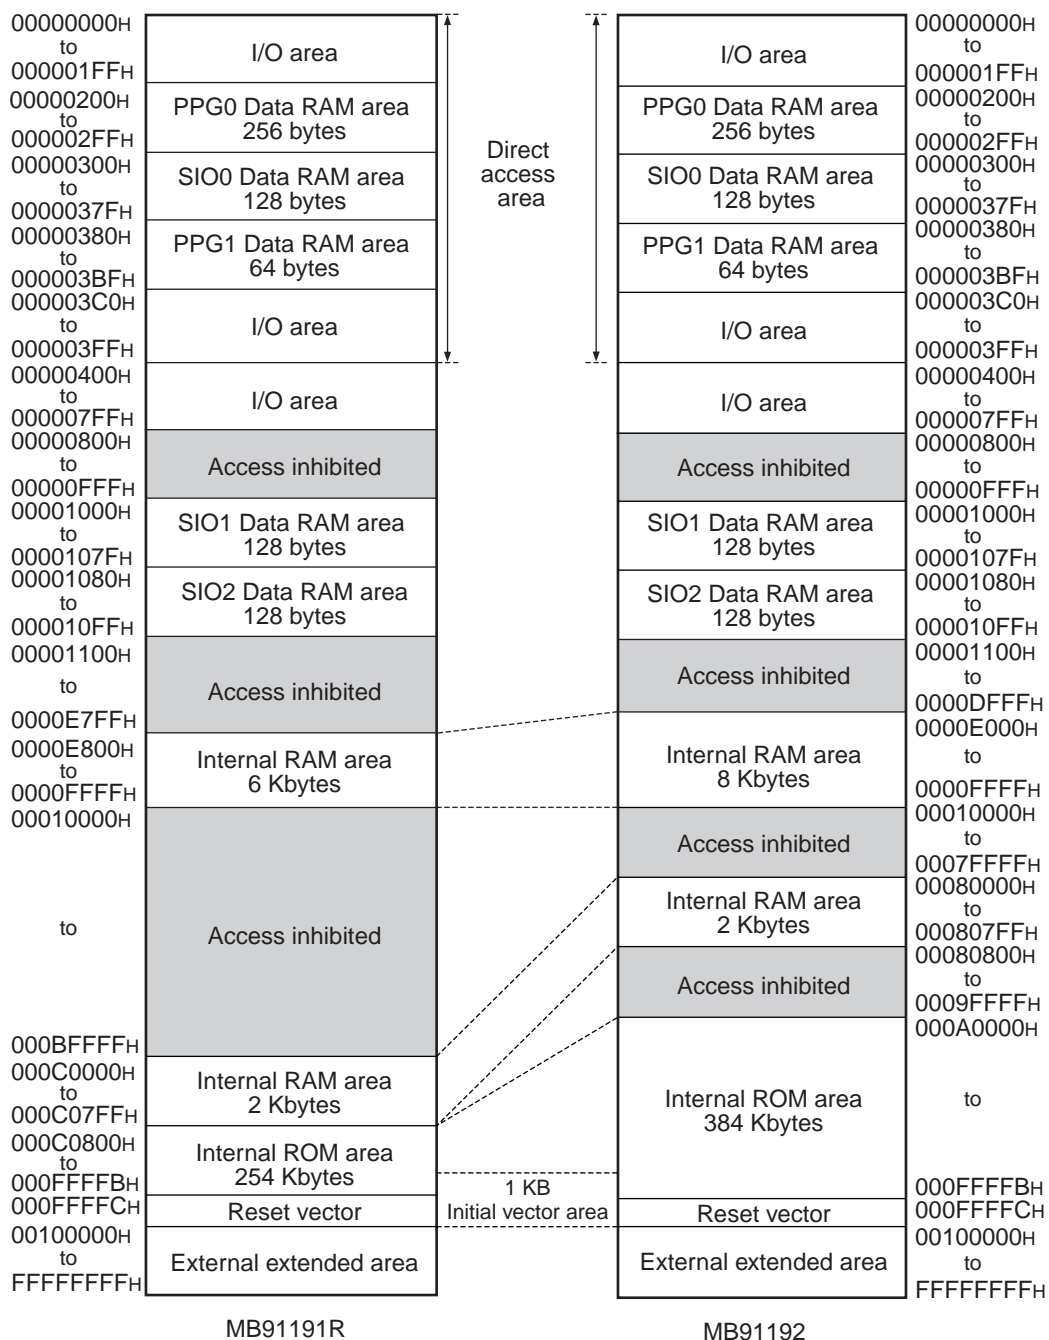 00000000H
to
000001FFH
00000200H
to
000002FFH
00000300H
to
0000037FH
00000380H
to
000003BFH
000003C0H
to
000003FFH
00000400H
to
000007FFH
00000800H
to
00000FFFH
00001000H
to
0000107FH
00001080H
to
000010FFH
00001100H
to
0000E7FFH
0000E800H
to
0000FFFFH
00010000H
to
000BFFFFH
000C0000H
to
000C07FFH
000C0800H
to
000FFFFBH
000FFFFCH
00100000H
to
FFFFFFFFH
I/O area
PPG0 Data RAM area
256 bytes
SIO0 Data RAM area
128 bytes
PPG1 Data RAM area
64 bytes
I/O area
I/O area
Access inhibited
SIO1 Data RAM area
128 bytes
SIO2 Data RAM area
128 bytes
Access inhibited
Internal RAM area
6 Kbytes
Access inhibited
Internal RAM area
2 Kbytes
Internal ROM area
254 Kbytes
Reset vector
External extended area
MB91191R
Direct
access
area
1 KB
Initial vector area
I/O area
PPG0 Data RAM area
256 bytes
SIO0 Data RAM area
128 bytes
PPG1 Data RAM area
64 bytes
I/O area
I/O area
Access inhibited
SIO1 Data RAM area
128 bytes
SIO2 Data RAM area
128 bytes
Access inhibited
Internal RAM area
8 Kbytes
Access inhibited
Internal RAM area
2 Kbytes
Access inhibited
Internal ROM area
384 Kbytes
Reset vector
External extended area
MB91192
00000000H
to
000001FFH
00000200H
to
000002FFH
00000300H
to
0000037FH
00000380H
to
000003BFH
000003C0H
to
000003FFH
00000400H
to
000007FFH
00000800H
to
00000FFFH
00001000H
to
0000107FH
00001080H
to
000010FFH
00001100H
to
0000DFFFH
0000E000H
to
0000FFFFH
00010000H
to
0007FFFFH
00080000H
to
000807FFH
00080800H
to
0009FFFFH
000A0000H
to
000FFFFBH
000FFFFCH
00100000H
to
FFFFFFFFH